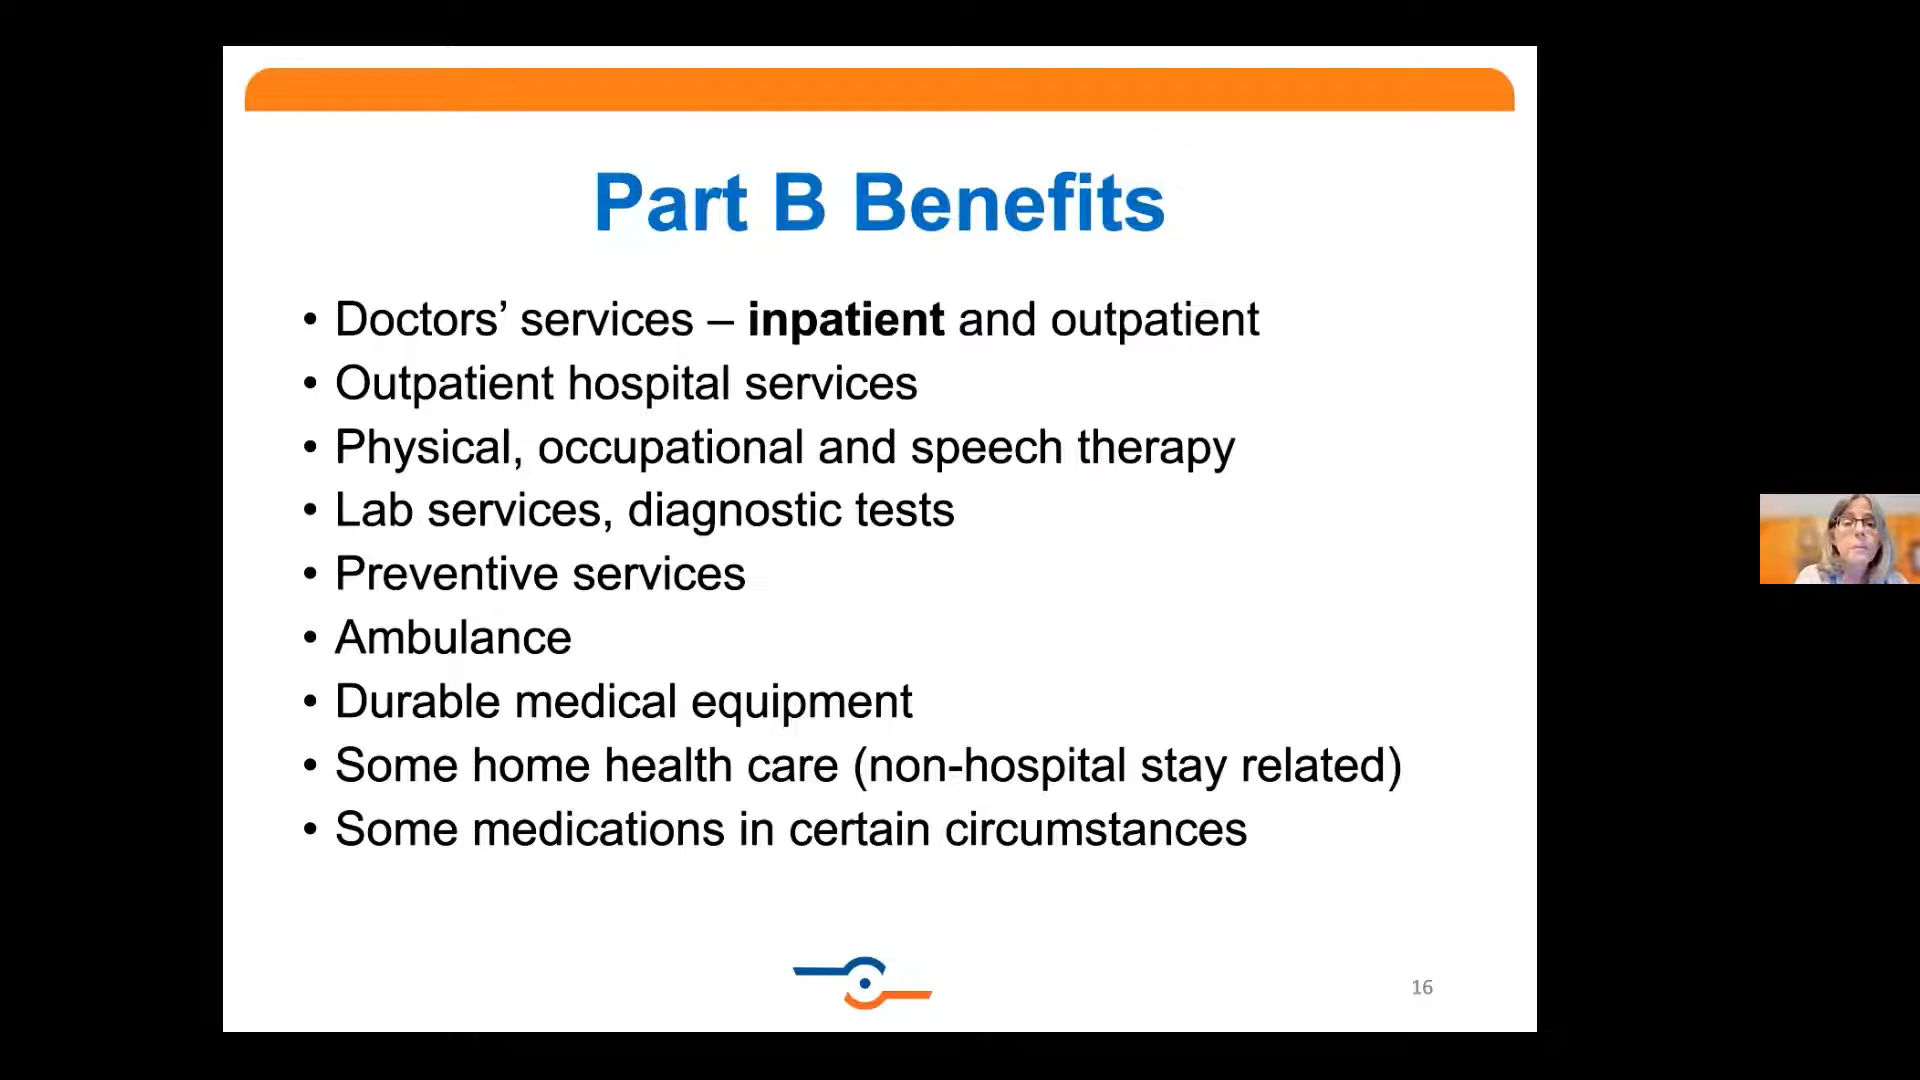 Part B Benefits
• Doctors’ services – inpatient and outpatient
• Outpatient hospital services
• Physical, occupational and speech therapy
• Lab services, diagnostic tests
• Preventive services
• Ambulance
• Durable medical equipment
• Some home health care (non-hospital stay related)
• Some medications in certain circumstances
16